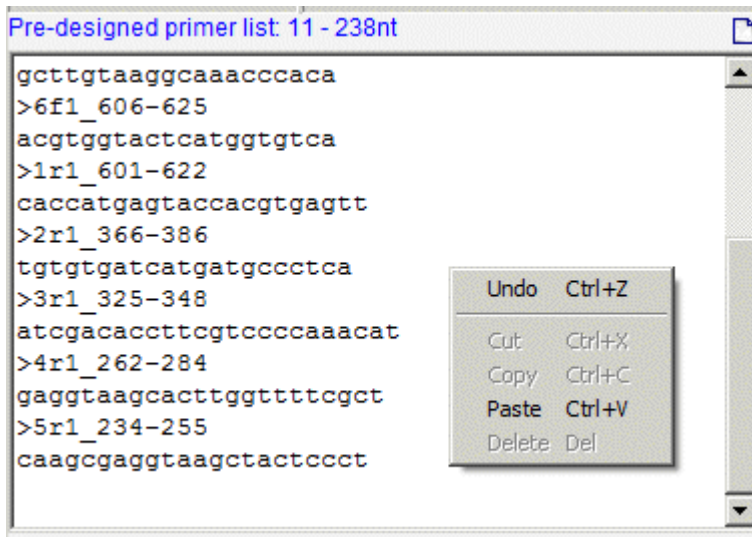 Pre-designed primer list: 11 - 238nt
gcttgtaaggcaaacccaca
>6f1_606-625
acgtggtactcatggtgtca
>1r1_601-622
caccatgagtaccacgtgagtt
>2r1_366-386
tgtgtgatcatgatgccctca
>3r1_325-348
atcgacaccttcgtccccaaacat
>4r1_262-284
gaggtaagcacttggttttcgct
>5r1_234-255
caagcgaggtaagctactccct
Undo Ctrl+Z
Cut Ctrl+X
Copy Ctrl+C
Paste Ctrl+V
Delete Del